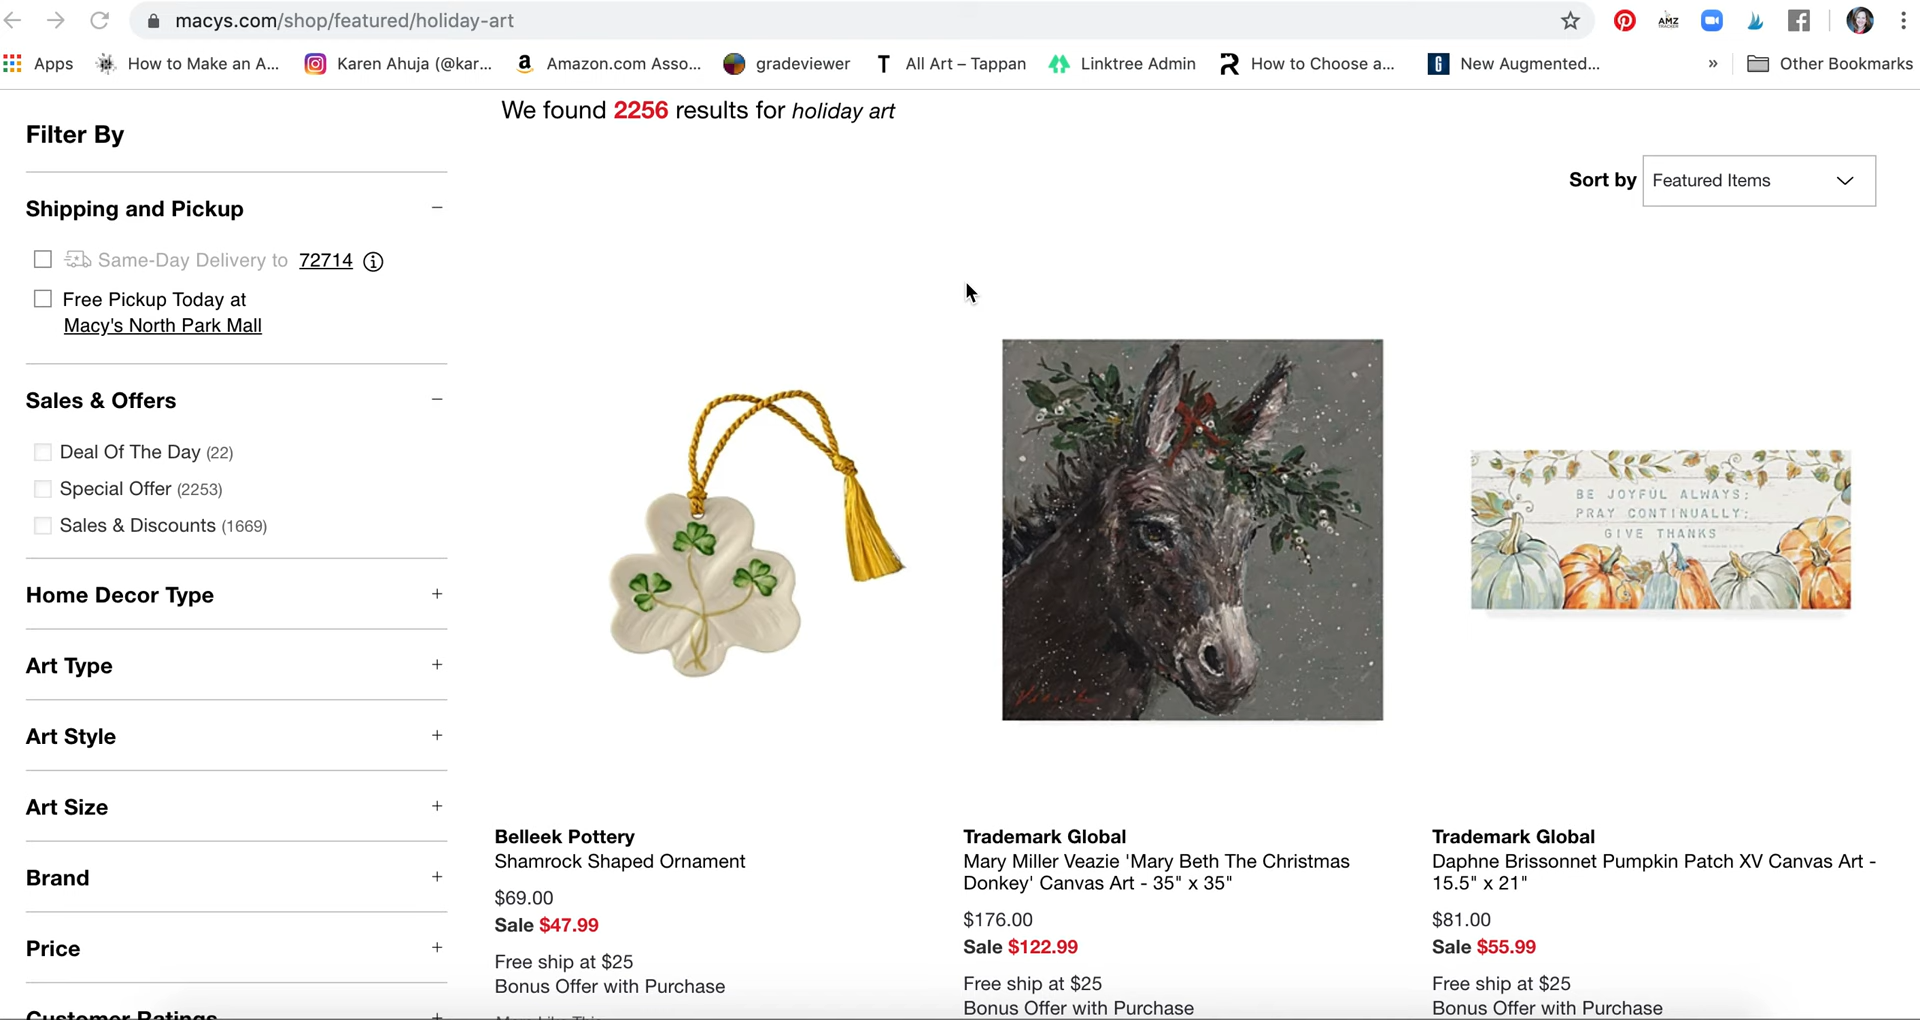 macys.com/shop/featured/holiday-art
AMZ
Apps
How to Make an A...
Karen Ahuja (@kar...
Amazon.com Asso...
gradeviewer
All Art – Tappan
Linktree Admin
How to Choose a...
New Augmented...
»
Other Bookmarks
We found 2256 results for holiday art
Filter By
Sort by
Featured Items
Shipping and Pickup
Same-Day Delivery to 72714
Free Pickup Today at
Macy's North Park Mall
Sales & Offers
Deal Of The Day (22)
Special Offer (2253)
Sales & Discounts (1669)
Home Decor Type
Art Type
Art Style
Art Size
Brand
Price
Customer Ratings
BE JOYFUL ALWAYS;
PRAY CONTINUALLY;
GIVE THANKS
Belleek Pottery
Shamrock Shaped Ornament
$69.00
Sale $47.99
Free ship at $25
Bonus Offer with Purchase
More Like This
Trademark Global
Mary Miller Veazie 'Mary Beth The Christmas
Donkey' Canvas Art - 35" x 35"
$176.00
Sale $122.99
Free ship at $25
Bonus Offer with Purchase
Trademark Global
Daphne Brissonnet Pumpkin Patch XV Canvas Art -
15.5" x 21"
$81.00
Sale $55.99
Free ship at $25
Bonus Offer with Purchase